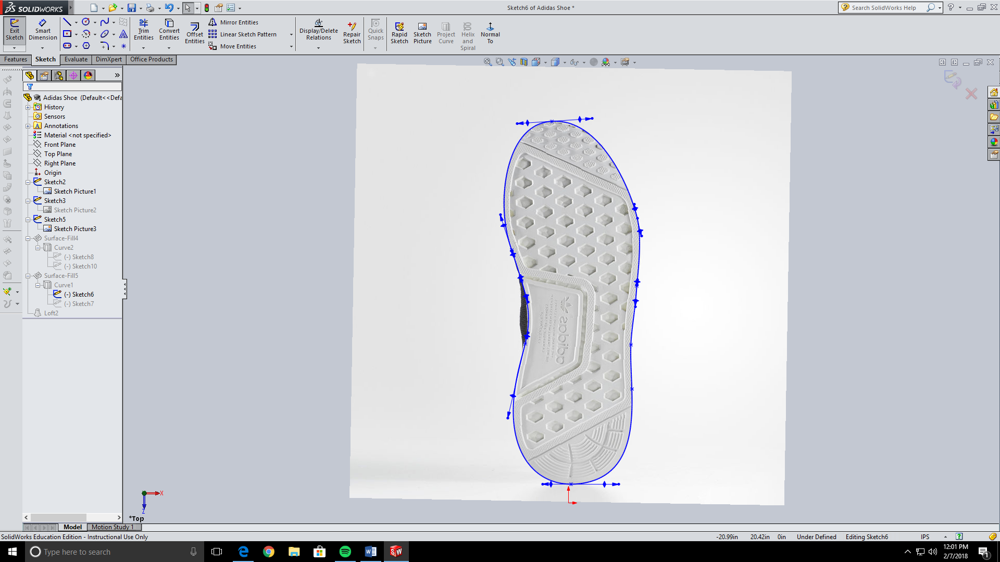 SOLIDWORKS
Sketch6 of Adidas Shoe *
Search SolidWorks Help
Exit Sketch
Smart Dimension
Trim Entities
Convert Entities
Offset Entities
Mirror Entities
Linear Sketch Pattern
Move Entities
Display/Delete Relations
Repair Sketch
Quick Snaps
Rapid Sketch
Sketch Picture
Project Curve
Helix and Spiral
Normal To
Features
Sketch
Evaluate
DimXpert
Office Products
Adidas Shoe (Default<<Defa
History
Sensors
Annotations
Material <not specified>
Front Plane
Top Plane
Right Plane
Origin
Sketch2
Sketch Picture1
Sketch3
Sketch Picture2
Sketch5
Sketch Picture3
Surface-Fill4
Curve2
(-) Sketch8
(-) Sketch10
Surface-Fill5
Curve1
(-) Sketch6
(-) Sketch7
Loft2
adidas
X
Z
*Top
Model
Motion Study 1
SolidWorks Education Edition - Instructional Use Only
-20.99in
20.42in
0in
Under Defined
Editing Sketch6
IPS
Type here to search
12:01 PM
2/7/2018
1